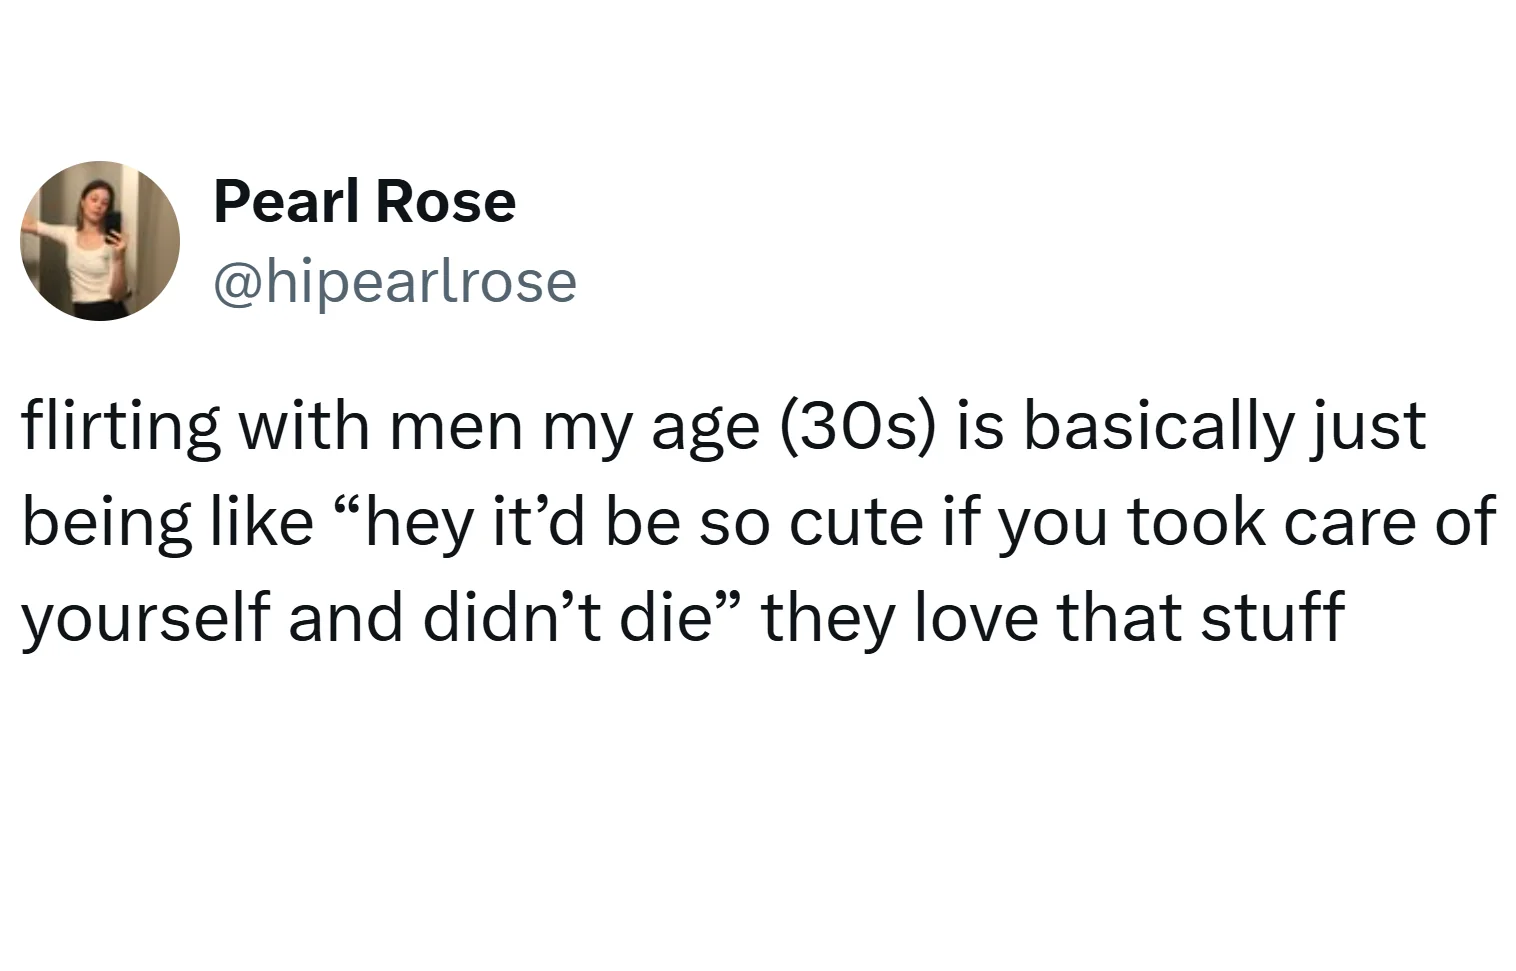 Pearl Rose
@hipearlrose
flirting with men my age (30s) is basically just
being like “hey it’d be so cute if you took care of
yourself and didn’t die” they love that stuff